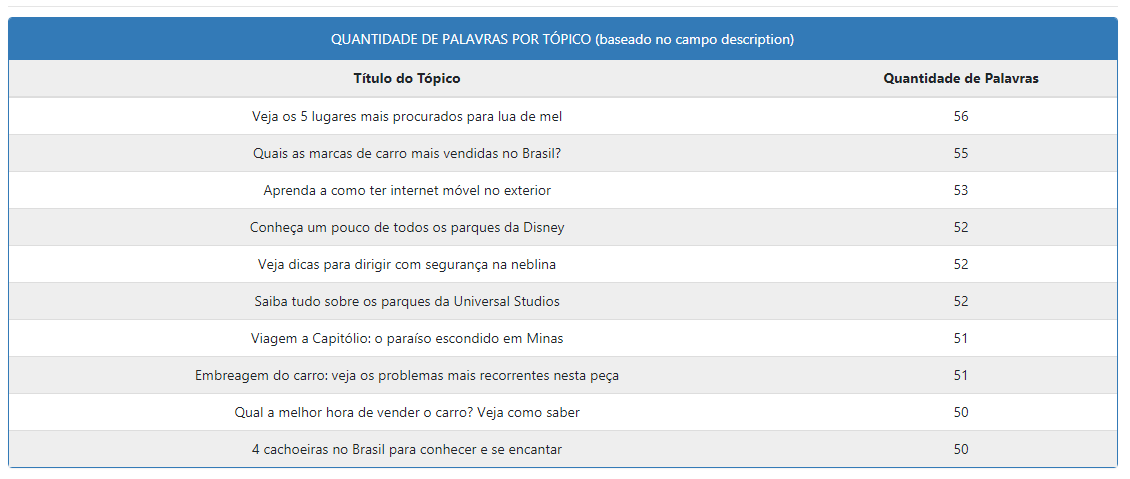 QUANTIDADE DE PALAVRAS POR TÓPICO (baseado no campo description)
Título do Tópico Quantidade de Palavras
Veja os 5 lugares mais procurados para lua de mel 56
Quais as marcas de carro mais vendidas no Brasil? 55
Aprenda a como ter internet móvel no exterior 53
Conheça um pouco de todos os parques da Disney 52
Veja dicas para dirigir com segurança na neblina 52
Saiba tudo sobre os parques da Universal Studios 52
Viagem a Capitólio: o paraíso escondido em Minas 51
Embreagem do carro: veja os problemas mais recorrentes nesta peça 51
Qual a melhor hora de vender o carro? Veja como saber 50
4 cachoeiras no Brasil para conhecer e se encantar 50